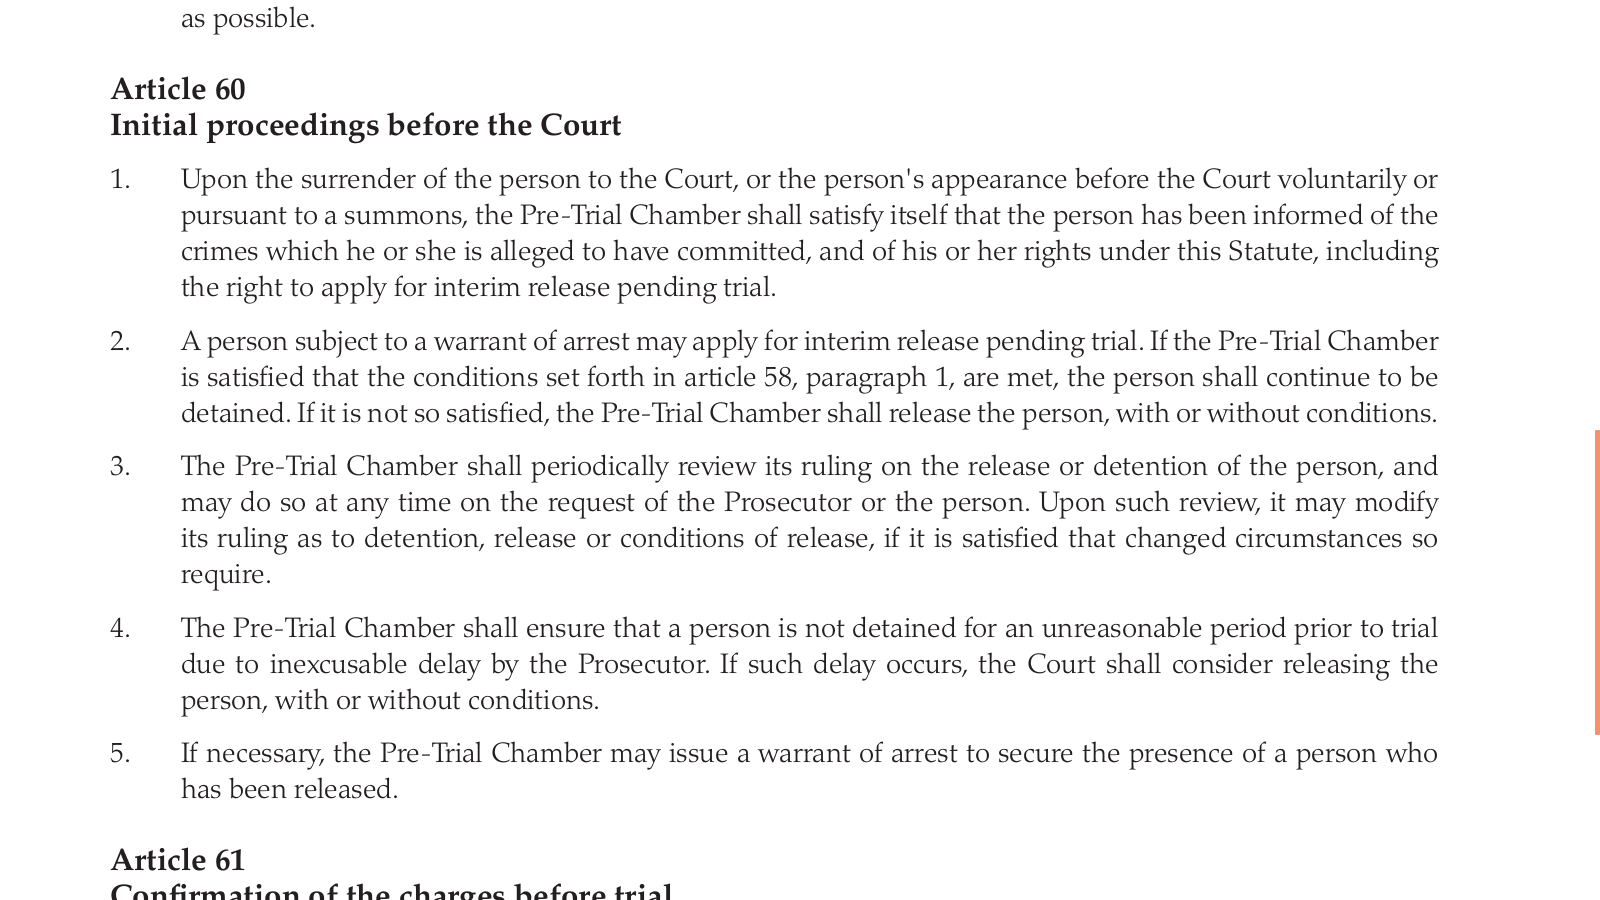 as possible.
Article 60
Initial proceedings before the Court
1. Upon the surrender of the person to the Court, or the person's appearance before the Court voluntarily or
pursuant to a summons, the Pre-Trial Chamber shall satisfy itself that the person has been informed of the
crimes which he or she is alleged to have committed, and of his or her rights under this Statute, including
the right to apply for interim release pending trial.
2. A person subject to a warrant of arrest may apply for interim release pending trial. If the Pre-Trial Chamber
is satisfied that the conditions set forth in article 58, paragraph 1, are met, the person shall continue to be
detained. If it is not so satisfied, the Pre-Trial Chamber shall release the person, with or without conditions.
3. The Pre-Trial Chamber shall periodically review its ruling on the release or detention of the person, and
may do so at any time on the request of the Prosecutor or the person. Upon such review, it may modify
its ruling as to detention, release or conditions of release, if it is satisfied that changed circumstances so
require.
4. The Pre-Trial Chamber shall ensure that a person is not detained for an unreasonable period prior to trial
due to inexcusable delay by the Prosecutor. If such delay occurs, the Court shall consider releasing the
person, with or without conditions.
5. If necessary, the Pre-Trial Chamber may issue a warrant of arrest to secure the presence of a person who
has been released.
Article 61
Confirmation of the charges before trial